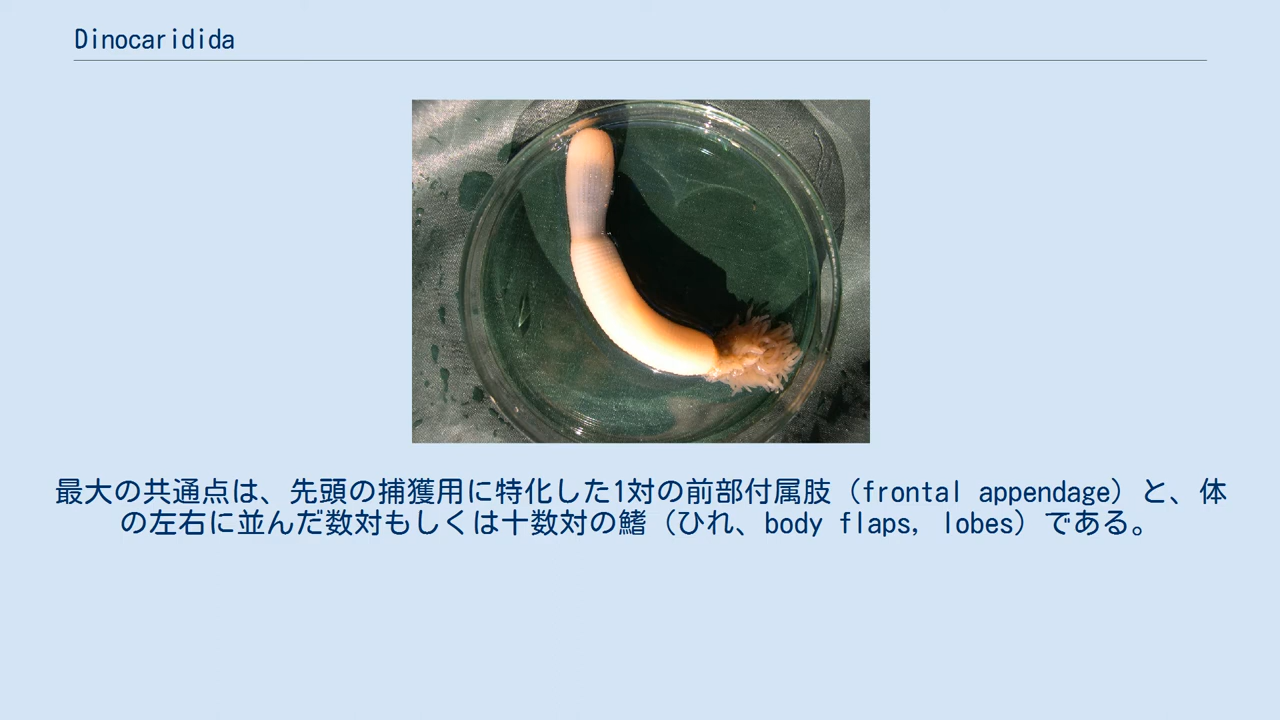 Dinocaridida
最大の共通点は、先頭の捕獲用に特化した1対の前部付属肢（frontal appendage）と、体
の左右に並んだ数対もしくは十数対の鰭（ひれ、body flaps, lobes）である。